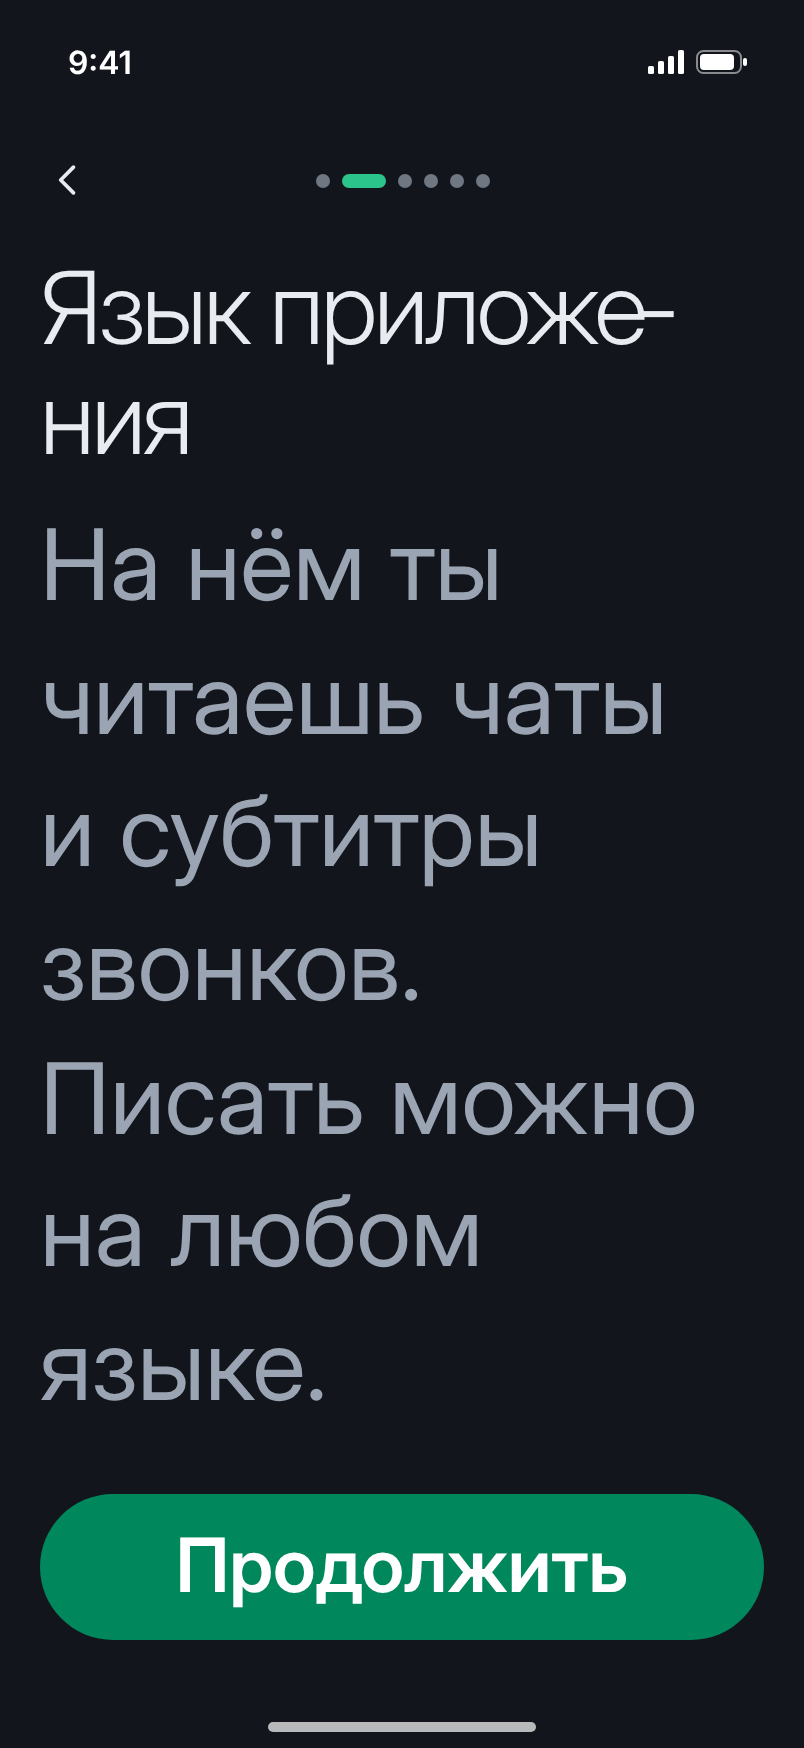 9:41
Язык приложе-
ния
На нём ты
читаешь чаты
и субтитры
звонков.
Писать можно
на любом
языке.
Продолжить